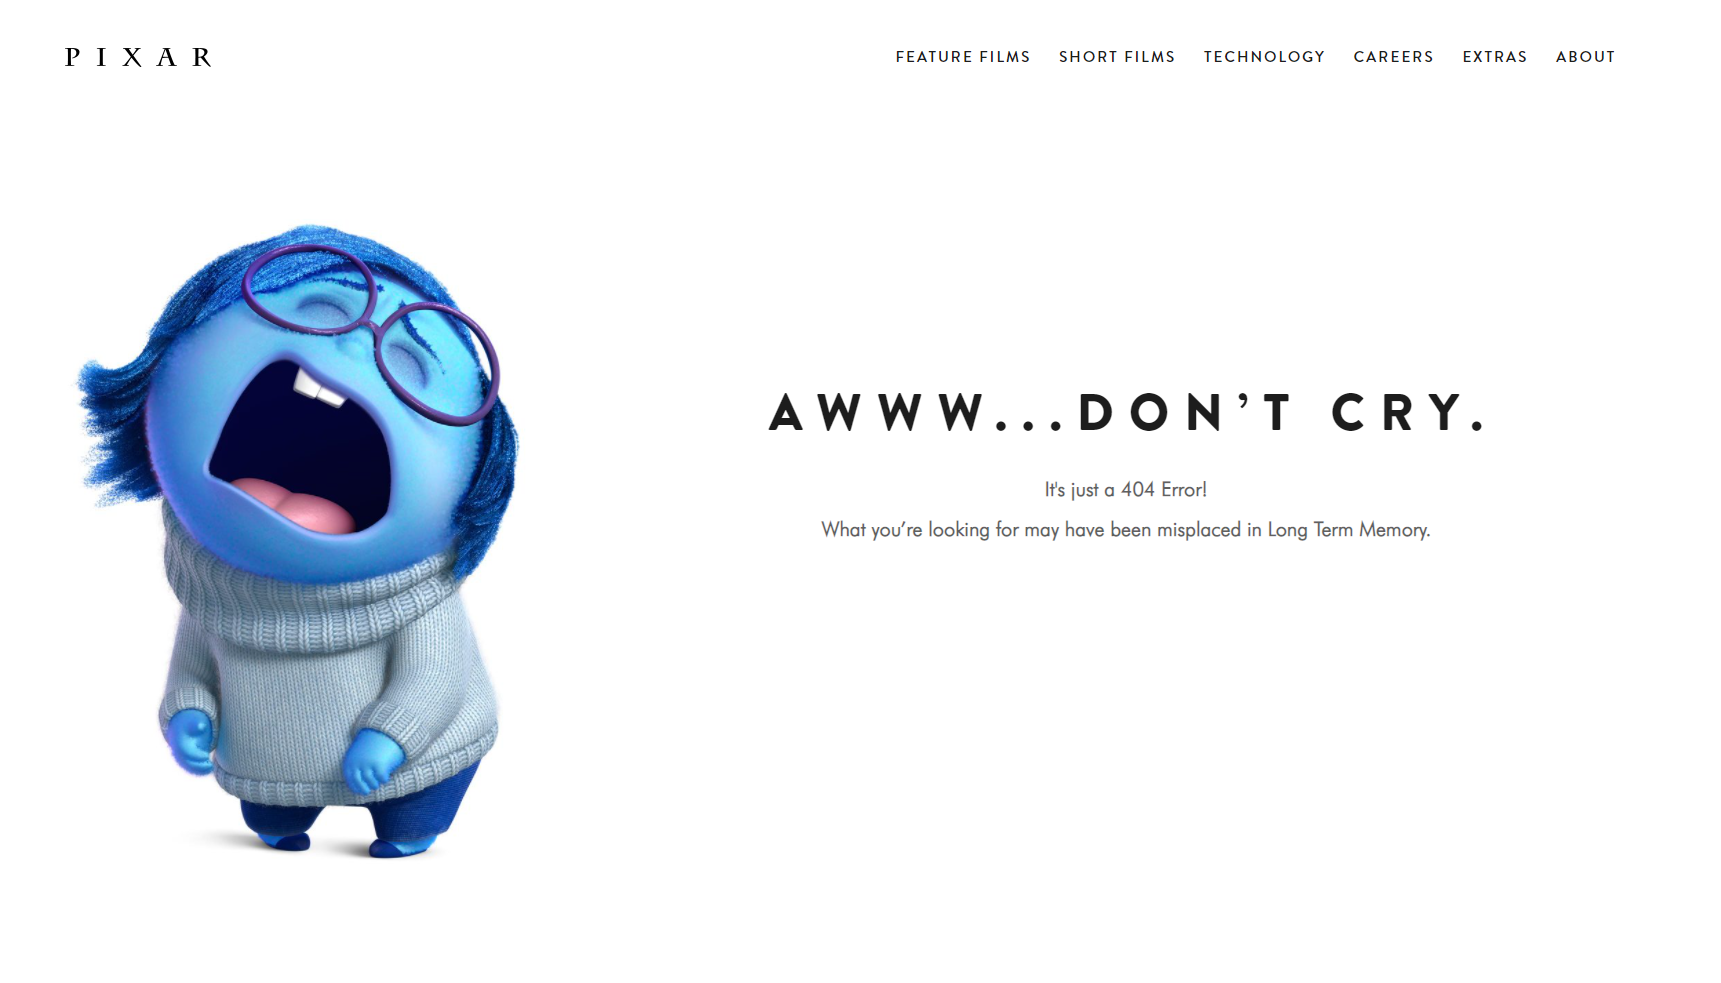 PIXAR
FEATURE FILMS SHORT FILMS TECHNOLOGY CAREERS EXTRAS ABOUT
AWWW...DON’T CRY.
It's just a 404 Error!
What you’re looking for may have been misplaced in Long Term Memory.